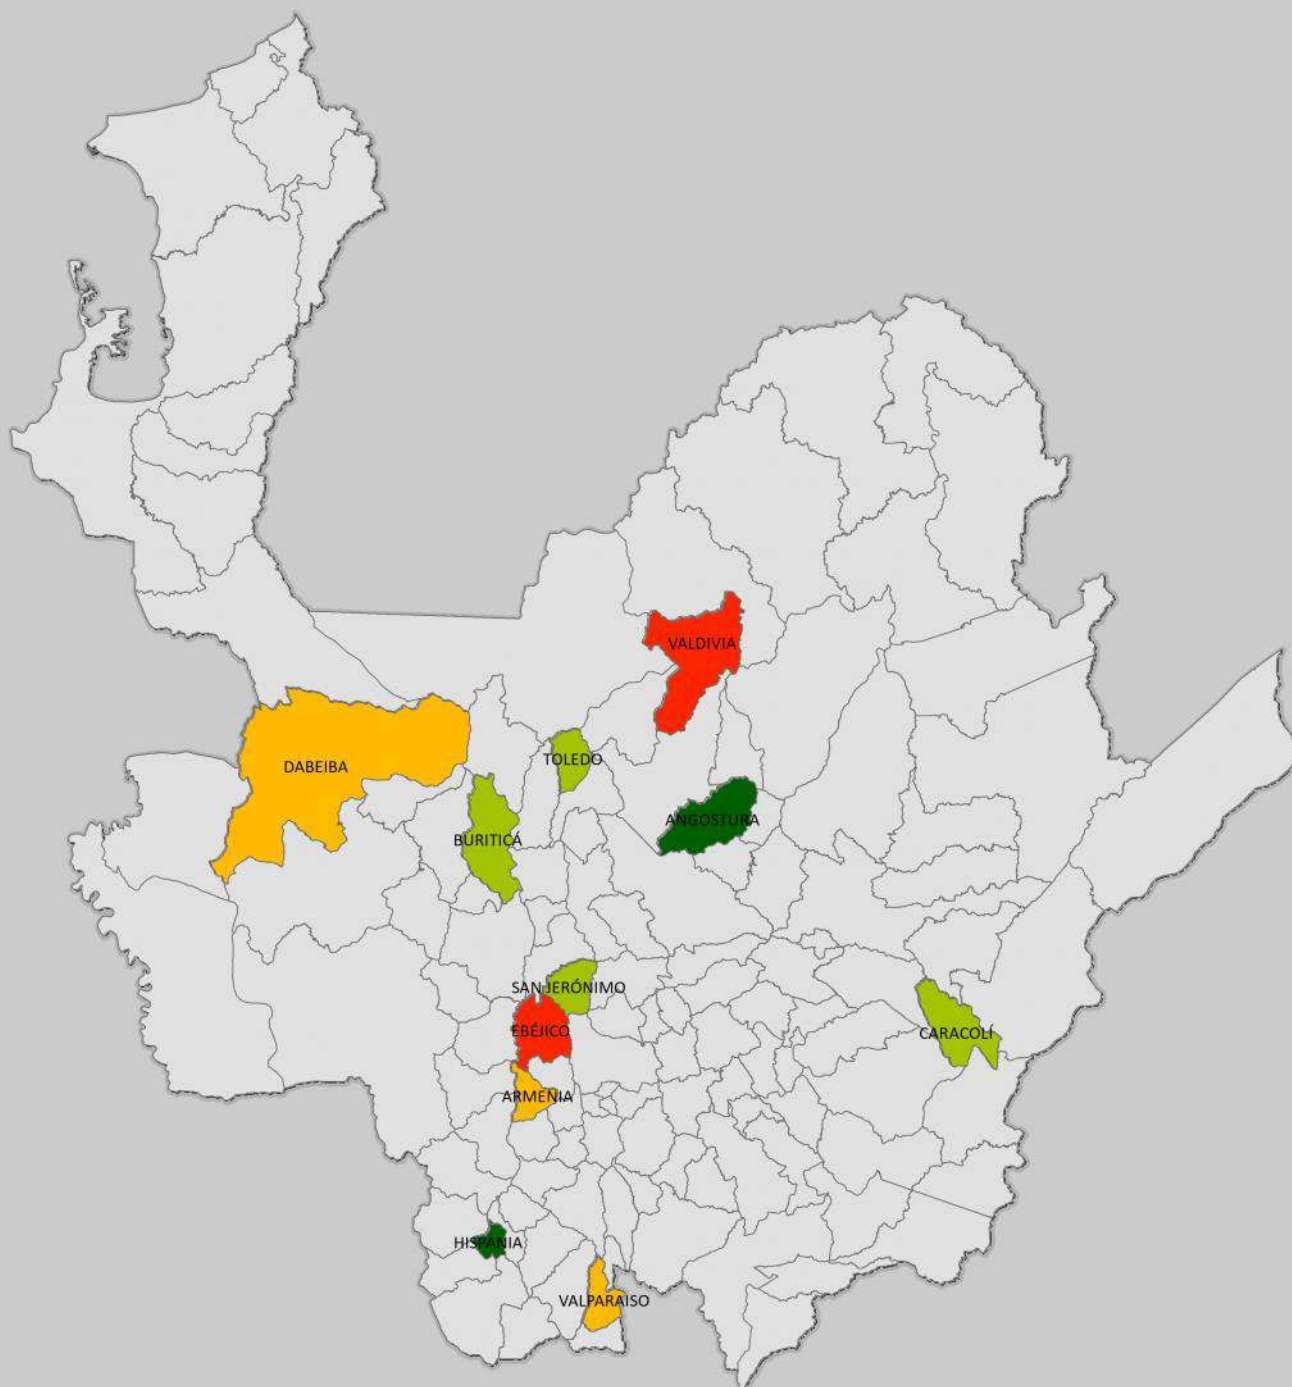 VALDIVIA
TOLEDO
DABEIBA
ANGOSTURA
BURITICÁ
SAN JERÓNIMO
EBÉJICO
CARACOLÍ
ARMENIA
HISPANIA
VALPARAISO